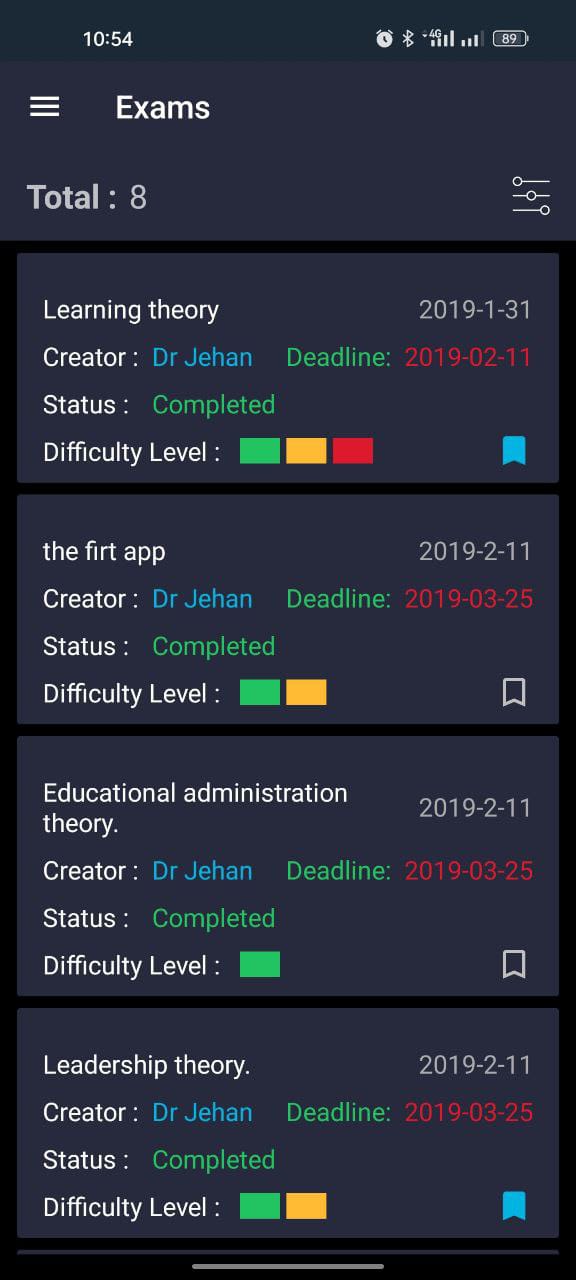 10:54 4G 89
Exams
Total : 8
Learning theory 2019-1-31
Creator : Dr Jehan Deadline: 2019-02-11
Status : Completed
Difficulty Level :
the firt app 2019-2-11
Creator : Dr Jehan Deadline: 2019-03-25
Status : Completed
Difficulty Level :
Educational administration
theory. 2019-2-11
Creator : Dr Jehan Deadline: 2019-03-25
Status : Completed
Difficulty Level :
Leadership theory. 2019-2-11
Creator : Dr Jehan Deadline: 2019-03-25
Status : Completed
Difficulty Level :